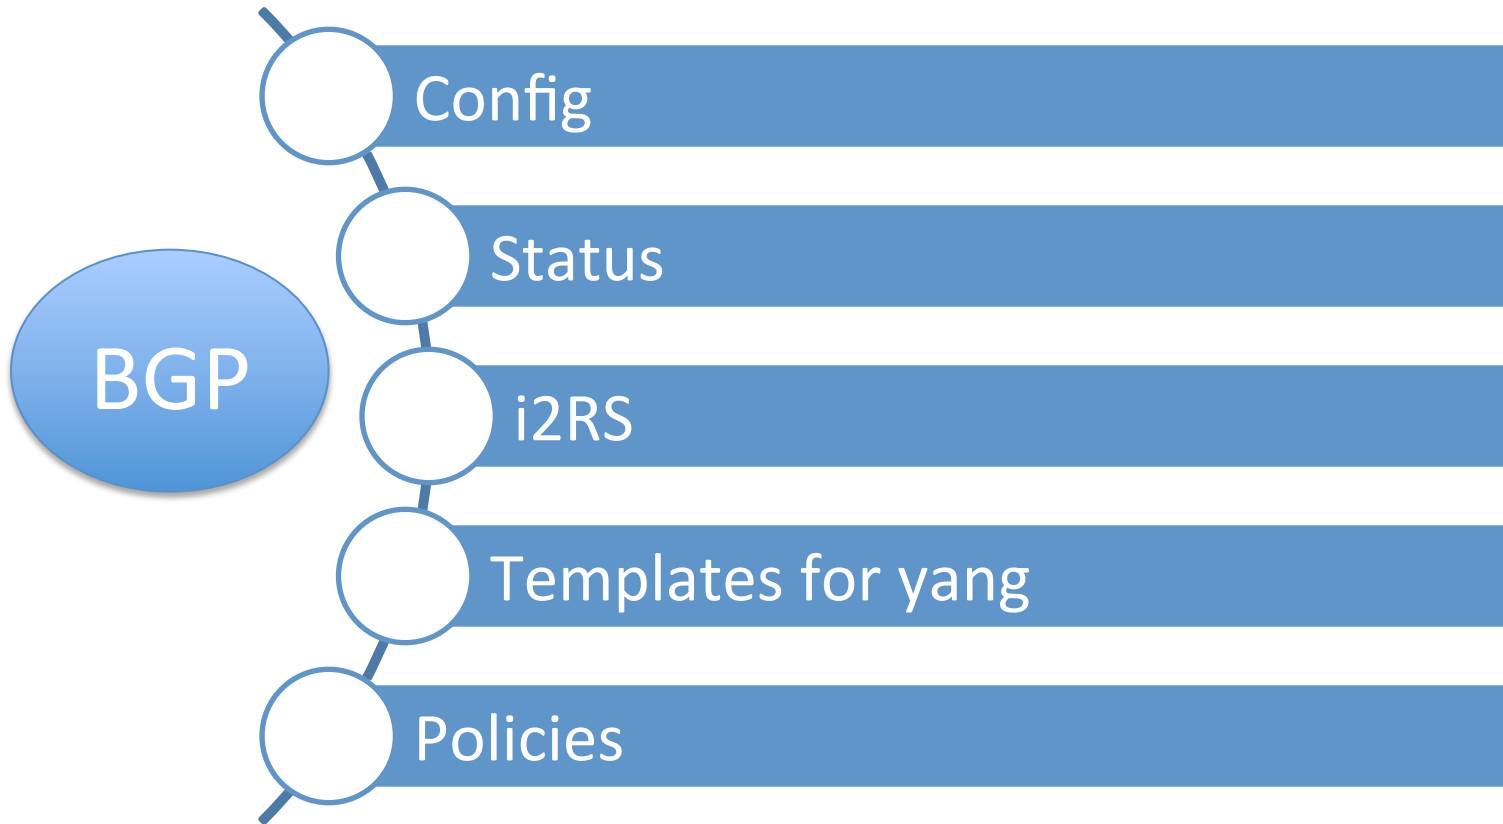 Config
Status
BGP
i2RS
Templates for yang
Policies